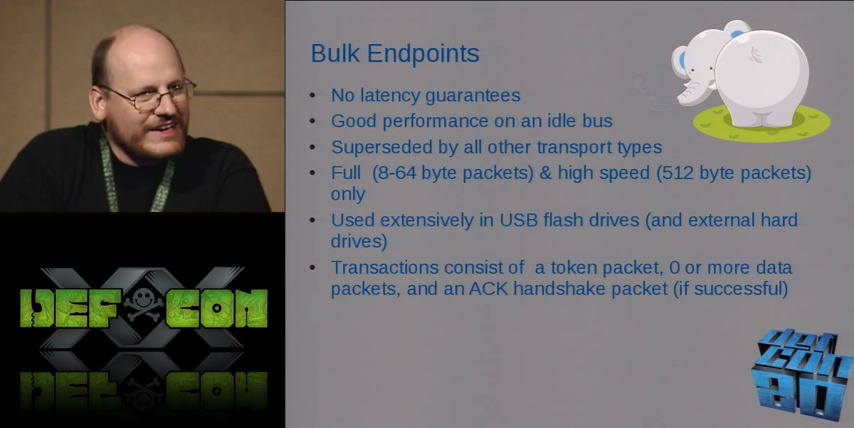 Bulk Endpoints
No latency guarantees
Good performance on an idle bus
Superseded by all other transport types
Full (8-64 byte packets) & high speed (512 byte packets)
only
Used extensively in USB flash drives (and external hard
drives)
Transactions consist of a token packet, 0 or more data
packets, and an ACK handshake packet (if successful)
DEF CON
XX
def
con
20